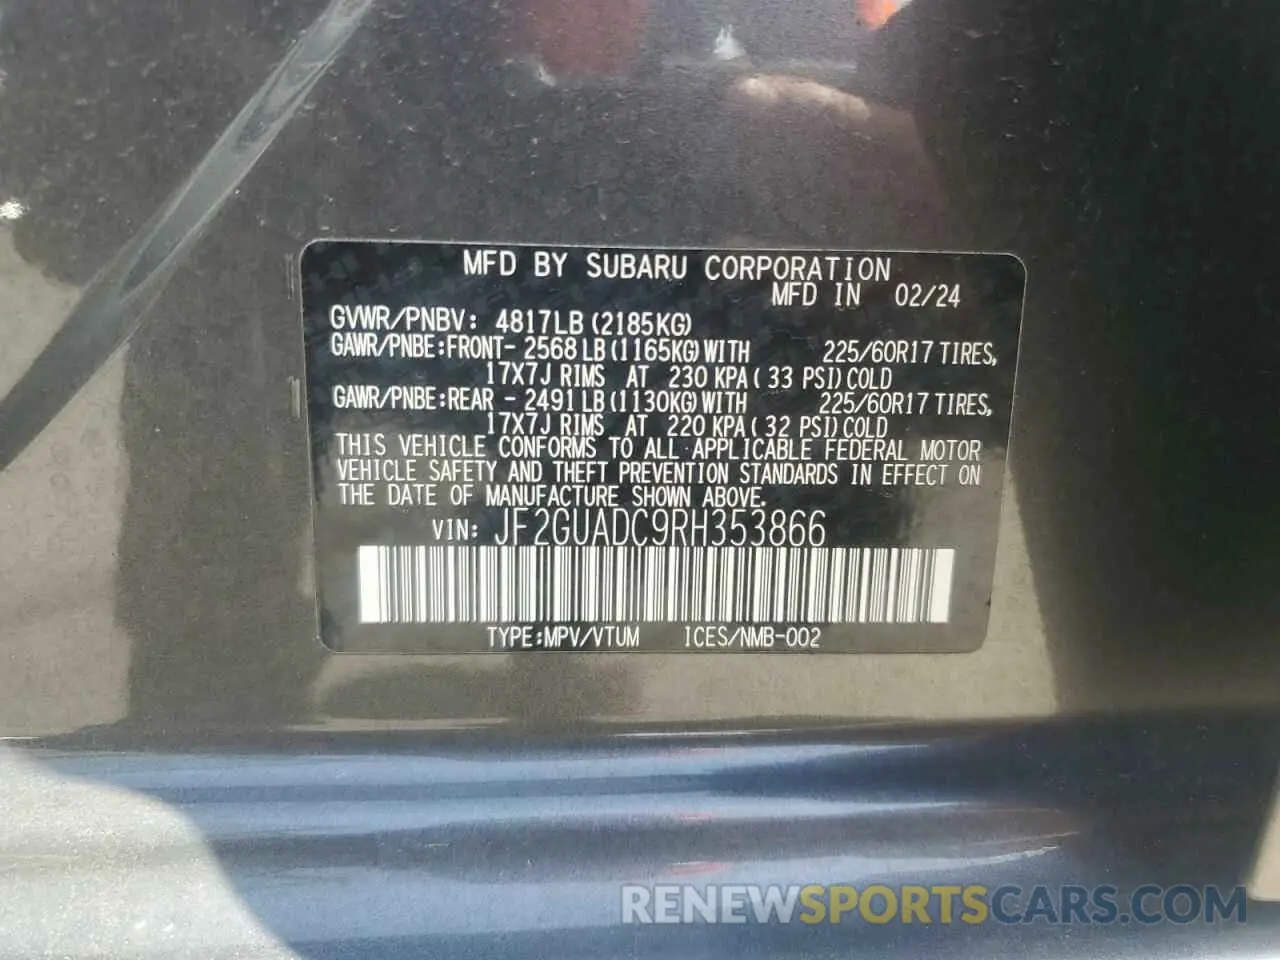 MFD BY SUBARU CORPORATION
MFD IN 02/24
GVWR/PNBV: 4817LB (2185KG)
GAWR/PNBE:FRONT- 2568 LB (1165KG) WITH 225/60R17 TIRES,
17X7J RIMS AT 230 KPA ( 33 PSI) COLD
GAWR/PNBE:REAR - 2491 LB (1130KG) WITH 225/60R17 TIRES,
17X7J RIMS AT 220 KPA ( 32 PSI) COLD
THIS VEHICLE CONFORMS TO ALL APPLICABLE FEDERAL MOTOR
VEHICLE SAFETY AND THEFT PREVENTION STANDARDS IN EFFECT ON
THE DATE OF MANUFACTURE SHOWN ABOVE.
VIN: JF2GUADC9RH353866
TYPE:MPV/VTUM ICES/NMB-002
RENEWSPORTSCARS.COM